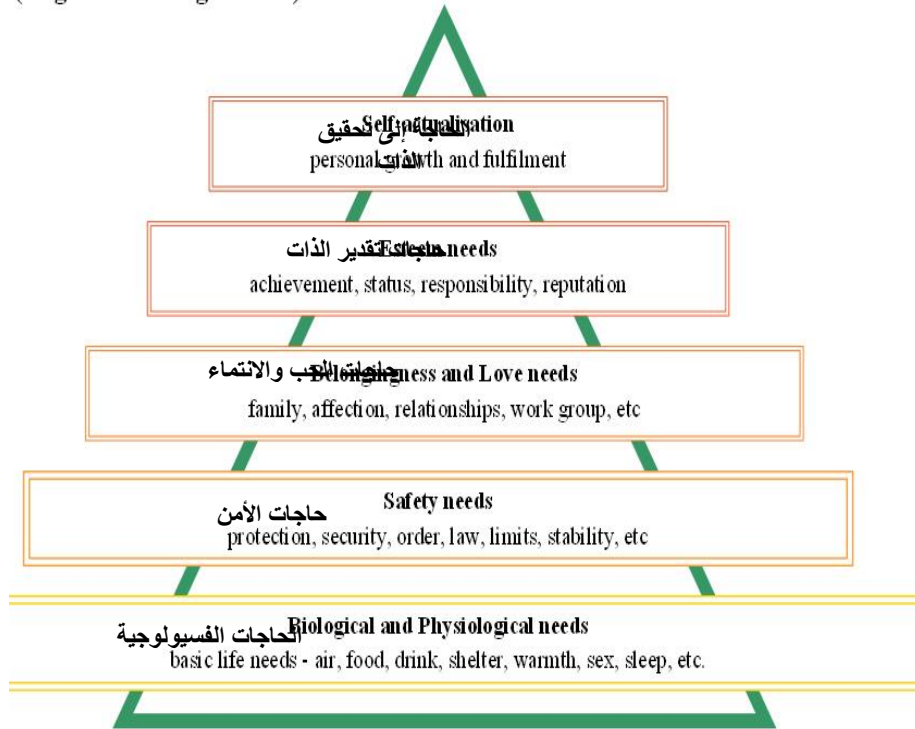 الحاجة إلى تحقيق
الذات
Self-actualisation
personal growth and fulfilment
حاجات تقدير الذات
Esteem needs
achievement, status, responsibility, reputation
حاجات الحب والانتماء
Belongingness and Love needs
family, affection, relationships, work group, etc
Safety needs
حاجات الأمن
protection, security, order, law, limits, stability, etc
Biological and Physiological needs
الحاجات الفسيولوجية
basic life needs - air, food, drink, shelter, warmth, sex, sleep, etc.